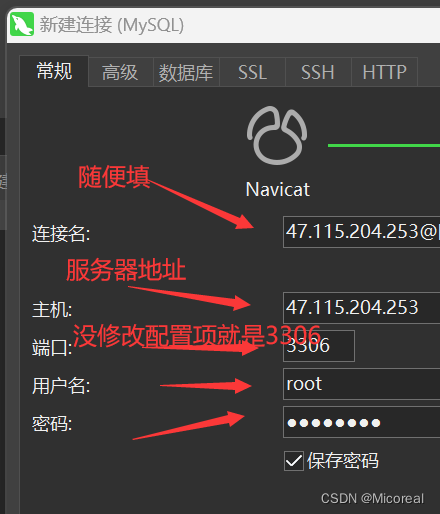 新建连接 (MySQL)
常规 高级 数据库 SSL SSH HTTP
随便填
Navicat
连接名: 47.115.204.253@
服务器地址
主机: 47.115.204.253
没修改配置项就是3306
端口: 3306
用户名: root
密码: ●●●●●●●●
保存密码
CSDN @Micoreal